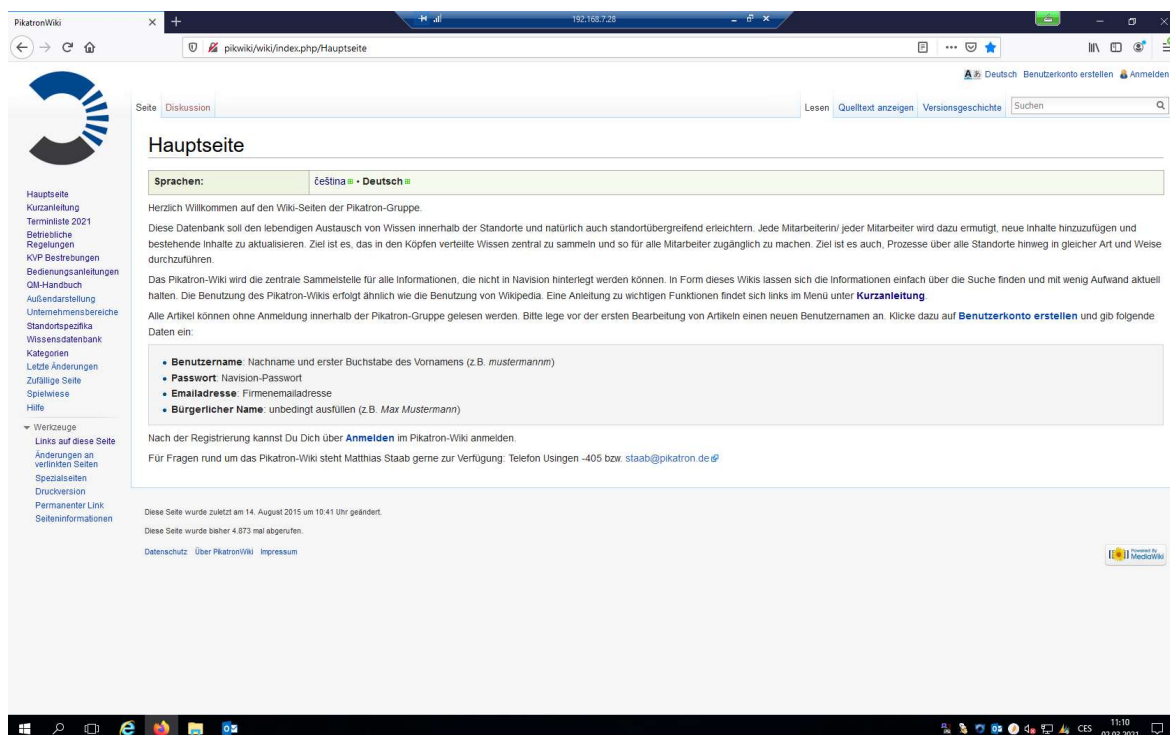 PikatronWiki
192.168.7.28
pikwiki/wiki/index.php/Hauptseite
Deutsch Benutzerkonto erstellen Anmelden
Seite Diskussion
Lesen Quelltext anzeigen Versionsgeschichte Suchen
Hauptseite
Sprachen: čeština • Deutsch
Herzlich Willkommen auf den Wiki-Seiten der Pikatron-Gruppe.
Diese Datenbank soll den lebendigen Austausch von Wissen innerhalb der Standorte und natürlich auch standortübergreifend erleichtern. Jede Mitarbeiterin/ jeder Mitarbeiter wird dazu ermutigt, neue Inhalte hinzuzufügen und
bestehende Inhalte zu aktualisieren. Ziel ist es, das in den Köpfen verteilte Wissen zentral zu sammeln und so für alle Mitarbeiter zugänglich zu machen. Ziel ist es auch, Prozesse über alle Standorte hinweg in gleicher Art und Weise
durchzuführen.
Das Pikatron-Wiki wird die zentrale Sammelstelle für alle Informationen, die nicht in Navision hinterlegt werden können. In Form dieses Wikis lassen sich die Informationen einfach über die Suche finden und mit wenig Aufwand aktuell
halten. Die Benutzung des Pikatron-Wikis erfolgt ähnlich wie die Benutzung von Wikipedia. Eine Anleitung zu wichtigen Funktionen findet sich links im Menü unter Kurzanleitung.
Alle Artikel können ohne Anmeldung innerhalb der Pikatron-Gruppe gelesen werden. Bitte lege vor der ersten Bearbeitung von Artikeln einen neuen Benutzernamen an. Klicke dazu auf Benutzerkonto erstellen und gib folgende
Daten ein:
• Benutzername: Nachname und erster Buchstabe des Vornamens (z.B. mustermannm)
• Passwort: Navision-Passwort
• Emailadresse: Firmenemailadresse
• Bürgerlicher Name: unbedingt ausfüllen (z.B. Max Mustermann)
Nach der Registrierung kannst Du Dich über Anmelden im Pikatron-Wiki anmelden.
Für Fragen rund um das Pikatron-Wiki steht Matthias Staab gerne zur Verfügung: Telefon Usingen -405 bzw. staab@pikatron.de
Diese Seite wurde zuletzt am 14. August 2015 um 10:41 Uhr geändert.
Diese Seite wurde bisher 4.873 mal abgerufen.
Datenschutz Über PikatronWiki Impressum
Powered By
MediaWiki
Hauptseite
Kurzanleitung
Terminliste 2021
Betriebliche
Regelungen
KVP Bestrebungen
Bedienungsanleitungen
QM-Handbuch
Außendarstellung
Unternehmensbereiche
Standortspezifika
Wissensdatenbank
Kategorien
Letzte Änderungen
Zufällige Seite
Spielwiese
Hilfe
Werkzeuge
Links auf diese Seite
Änderungen an
verlinkten Seiten
Spezialseiten
Druckversion
Permanenter Link
Seiteninformationen
CES 11:10